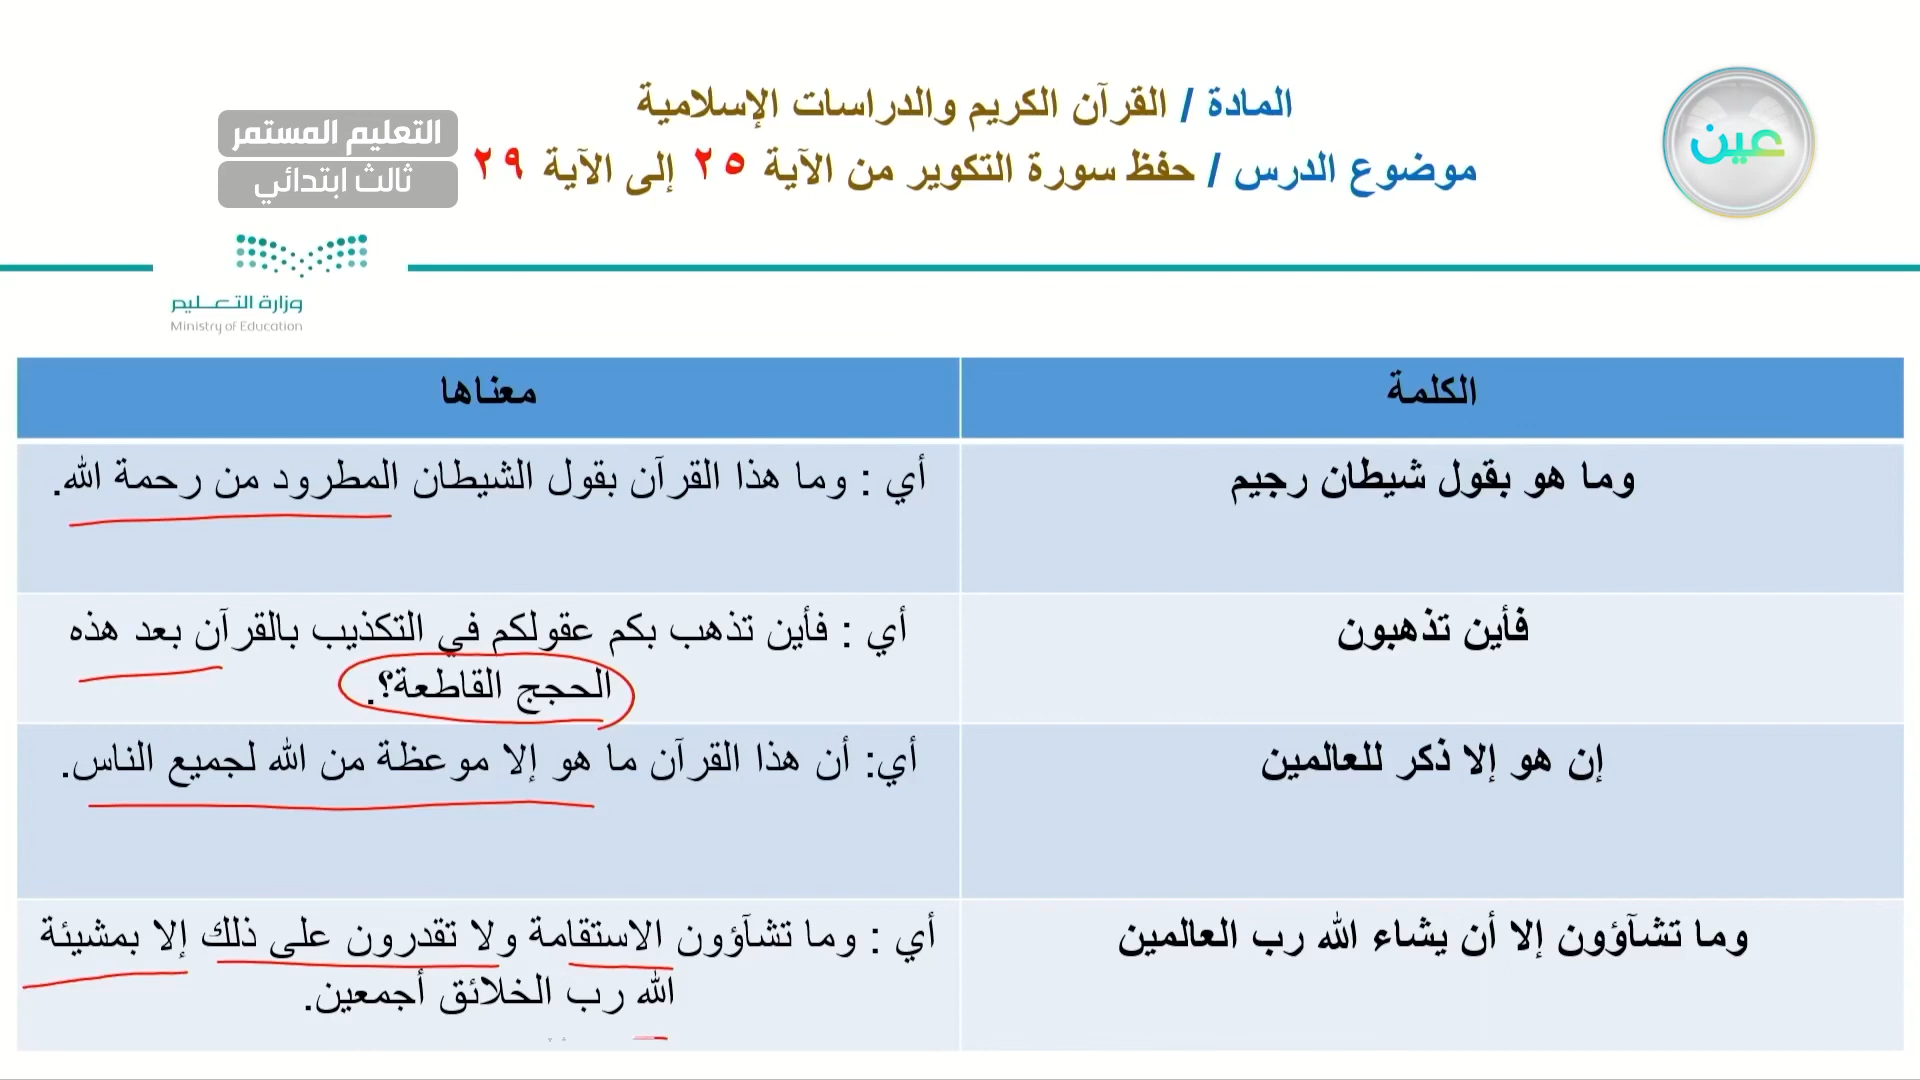 المادة / القرآن الكريم والدراسات الإسلامية
موضوع الدرس / حفظ سورة التكوير من الآية ٢٥ إلى الآية ٢٩
عين
التعليم المستمر
ثالث ابتدائي
وزارة التعليم
Ministry of Education
الكلمة
معناها
وما هو بقول شيطان رجيم
أي : وما هذا القرآن بقول الشيطان المطرود من رحمة الله.
فأين تذهبون
أي : فأين تذهب بكم عقولكم في التكذيب بالقرآن بعد هذه
الحجج القاطعة؟.
إن هو إلا ذكر للعالمين
أي: أن هذا القرآن ما هو إلا موعظة من الله لجميع الناس.
وما تشآؤون إلا أن يشاء الله رب العالمين
أي : وما تشآؤون الاستقامة ولا تقدرون على ذلك إلا بمشيئة
الله رب الخلائق أجمعين.